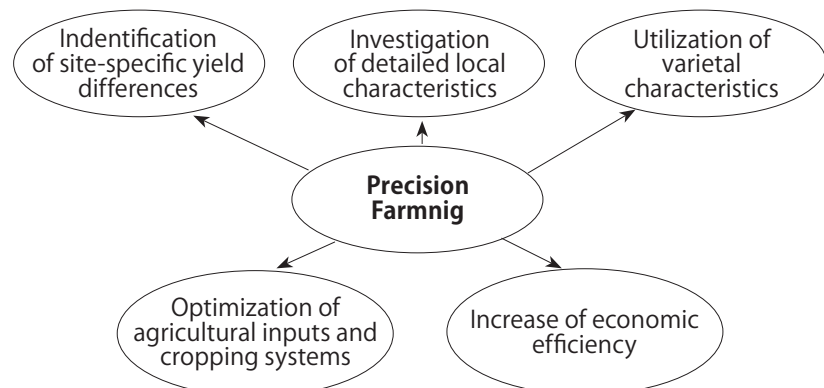 Indentification
of site-specific yield
differences
Investigation
of detailed local
characteristics
Utilization of
varietal
characteristics
Precision
Farmnig
Optimization of
agricultural inputs and
cropping systems
Increase of economic
efficiency